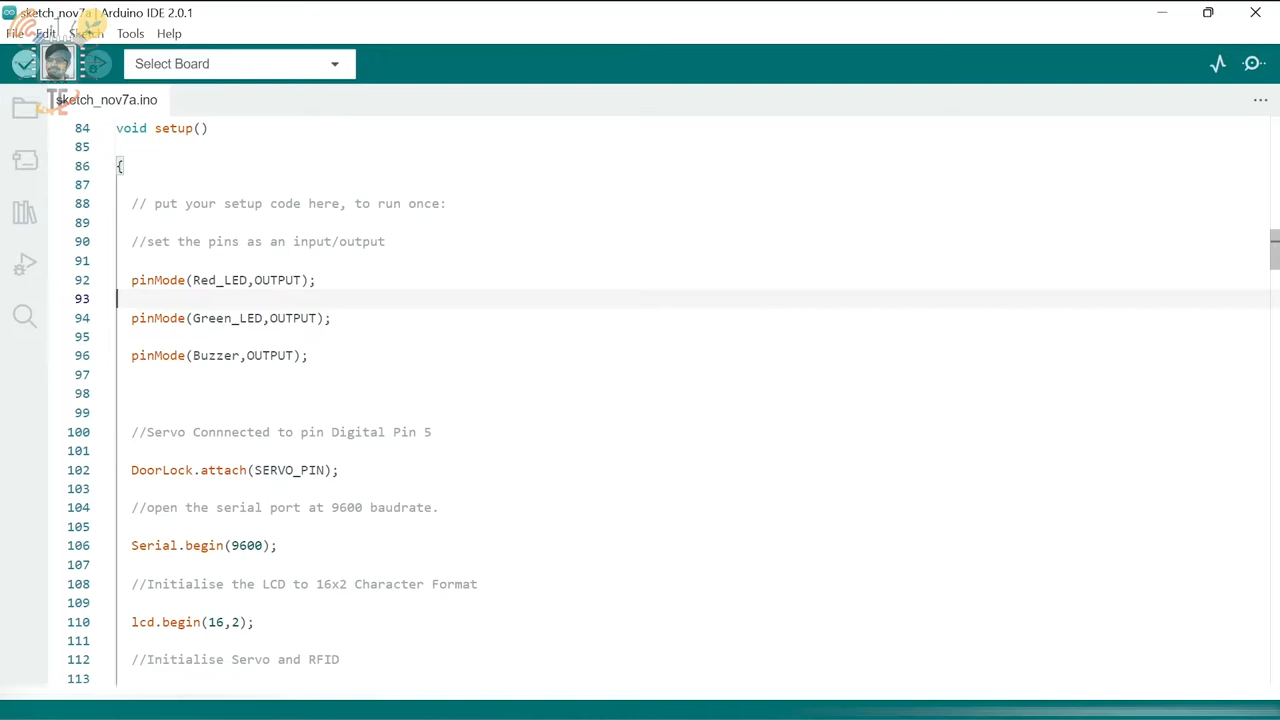 sketch_nov7a | Arduino IDE 2.0.1
File Edit Sketch Tools Help
Select Board
sketch_nov7a.ino
TE
84 void setup()
85
86 {
87
88 // put your setup code here, to run once:
89
90 //set the pins as an input/output
91
92 pinMode(Red_LED,OUTPUT);
93
94 pinMode(Green_LED,OUTPUT);
95
96 pinMode(Buzzer,OUTPUT);
97
98
99
100 //Servo Connnected to pin Digital Pin 5
101
102 DoorLock.attach(SERVO_PIN);
103
104 //open the serial port at 9600 baudrate.
105
106 Serial.begin(9600);
107
108 //Initialise the LCD to 16x2 Character Format
109
110 lcd.begin(16,2);
111
112 //Initialise Servo and RFID
113